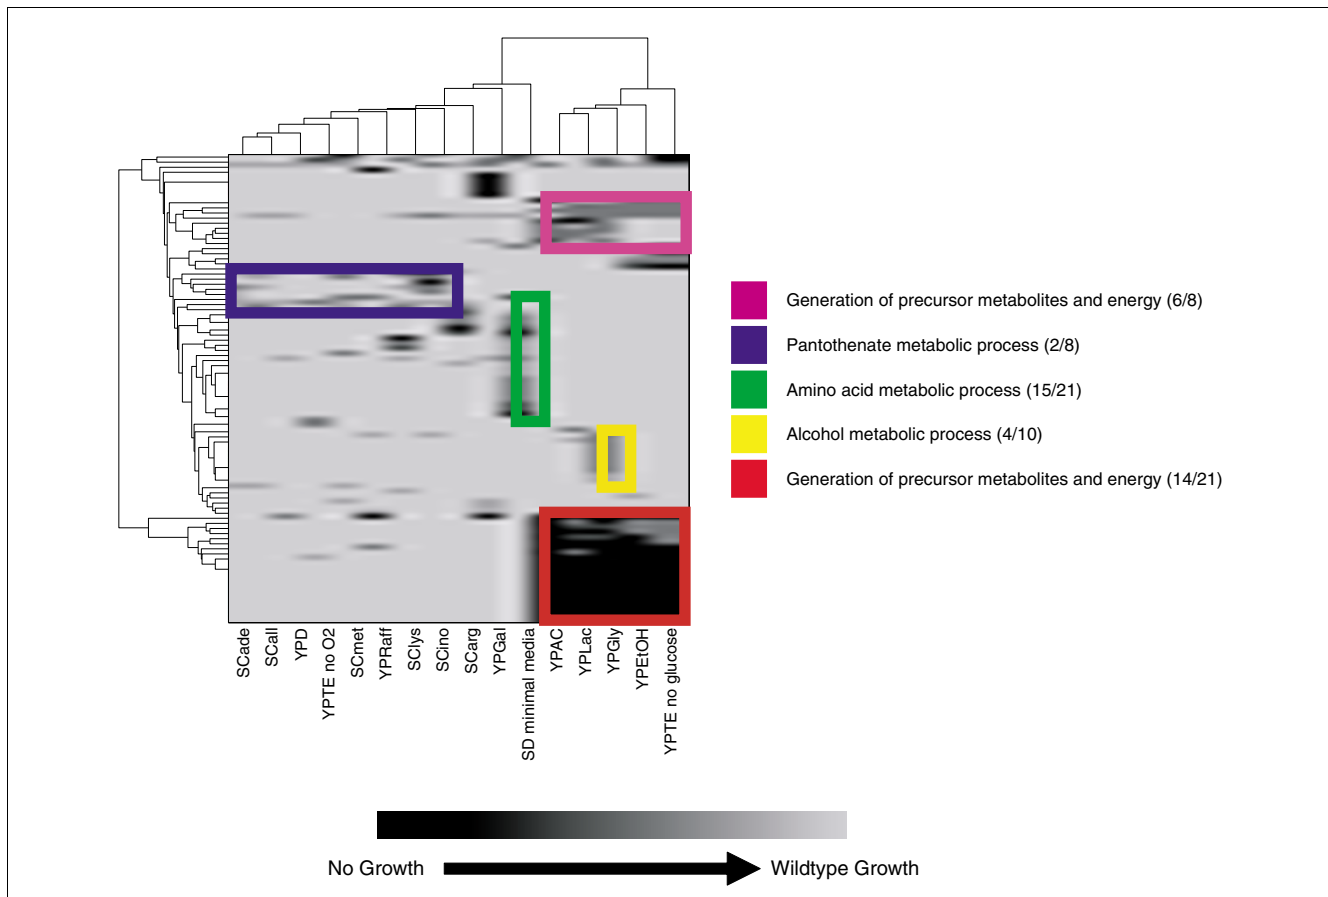 Generation of precursor metabolites and energy (6/8)
Pantothenate metabolic process (2/8)
Amino acid metabolic process (15/21)
Alcohol metabolic process (4/10)
Generation of precursor metabolites and energy (14/21)
SCade
SCall
YPD
YPTE no O2
SCmet
YPRaff
SClys
SCino
SCarg
YPGal
SD minimal media
YPAC
YPLac
YPGly
YPEtOH
YPTE no glucose
No Growth
Wildtype Growth